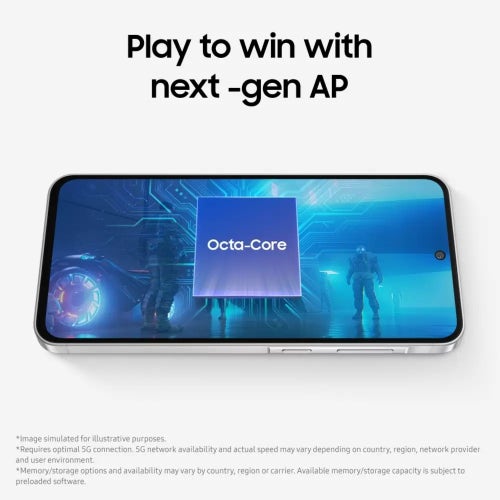 Play to win with
next -gen AP
Octa-Core
*Image simulated for illustrative purposes.
*Requires optimal 5G connection. 5G network availability and actual speed may vary depending on country, region, network provider
and user environment.
*Memory/storage options and availability may vary by country, region or carrier. Available memory/storage capacity is subject to
preloaded software.